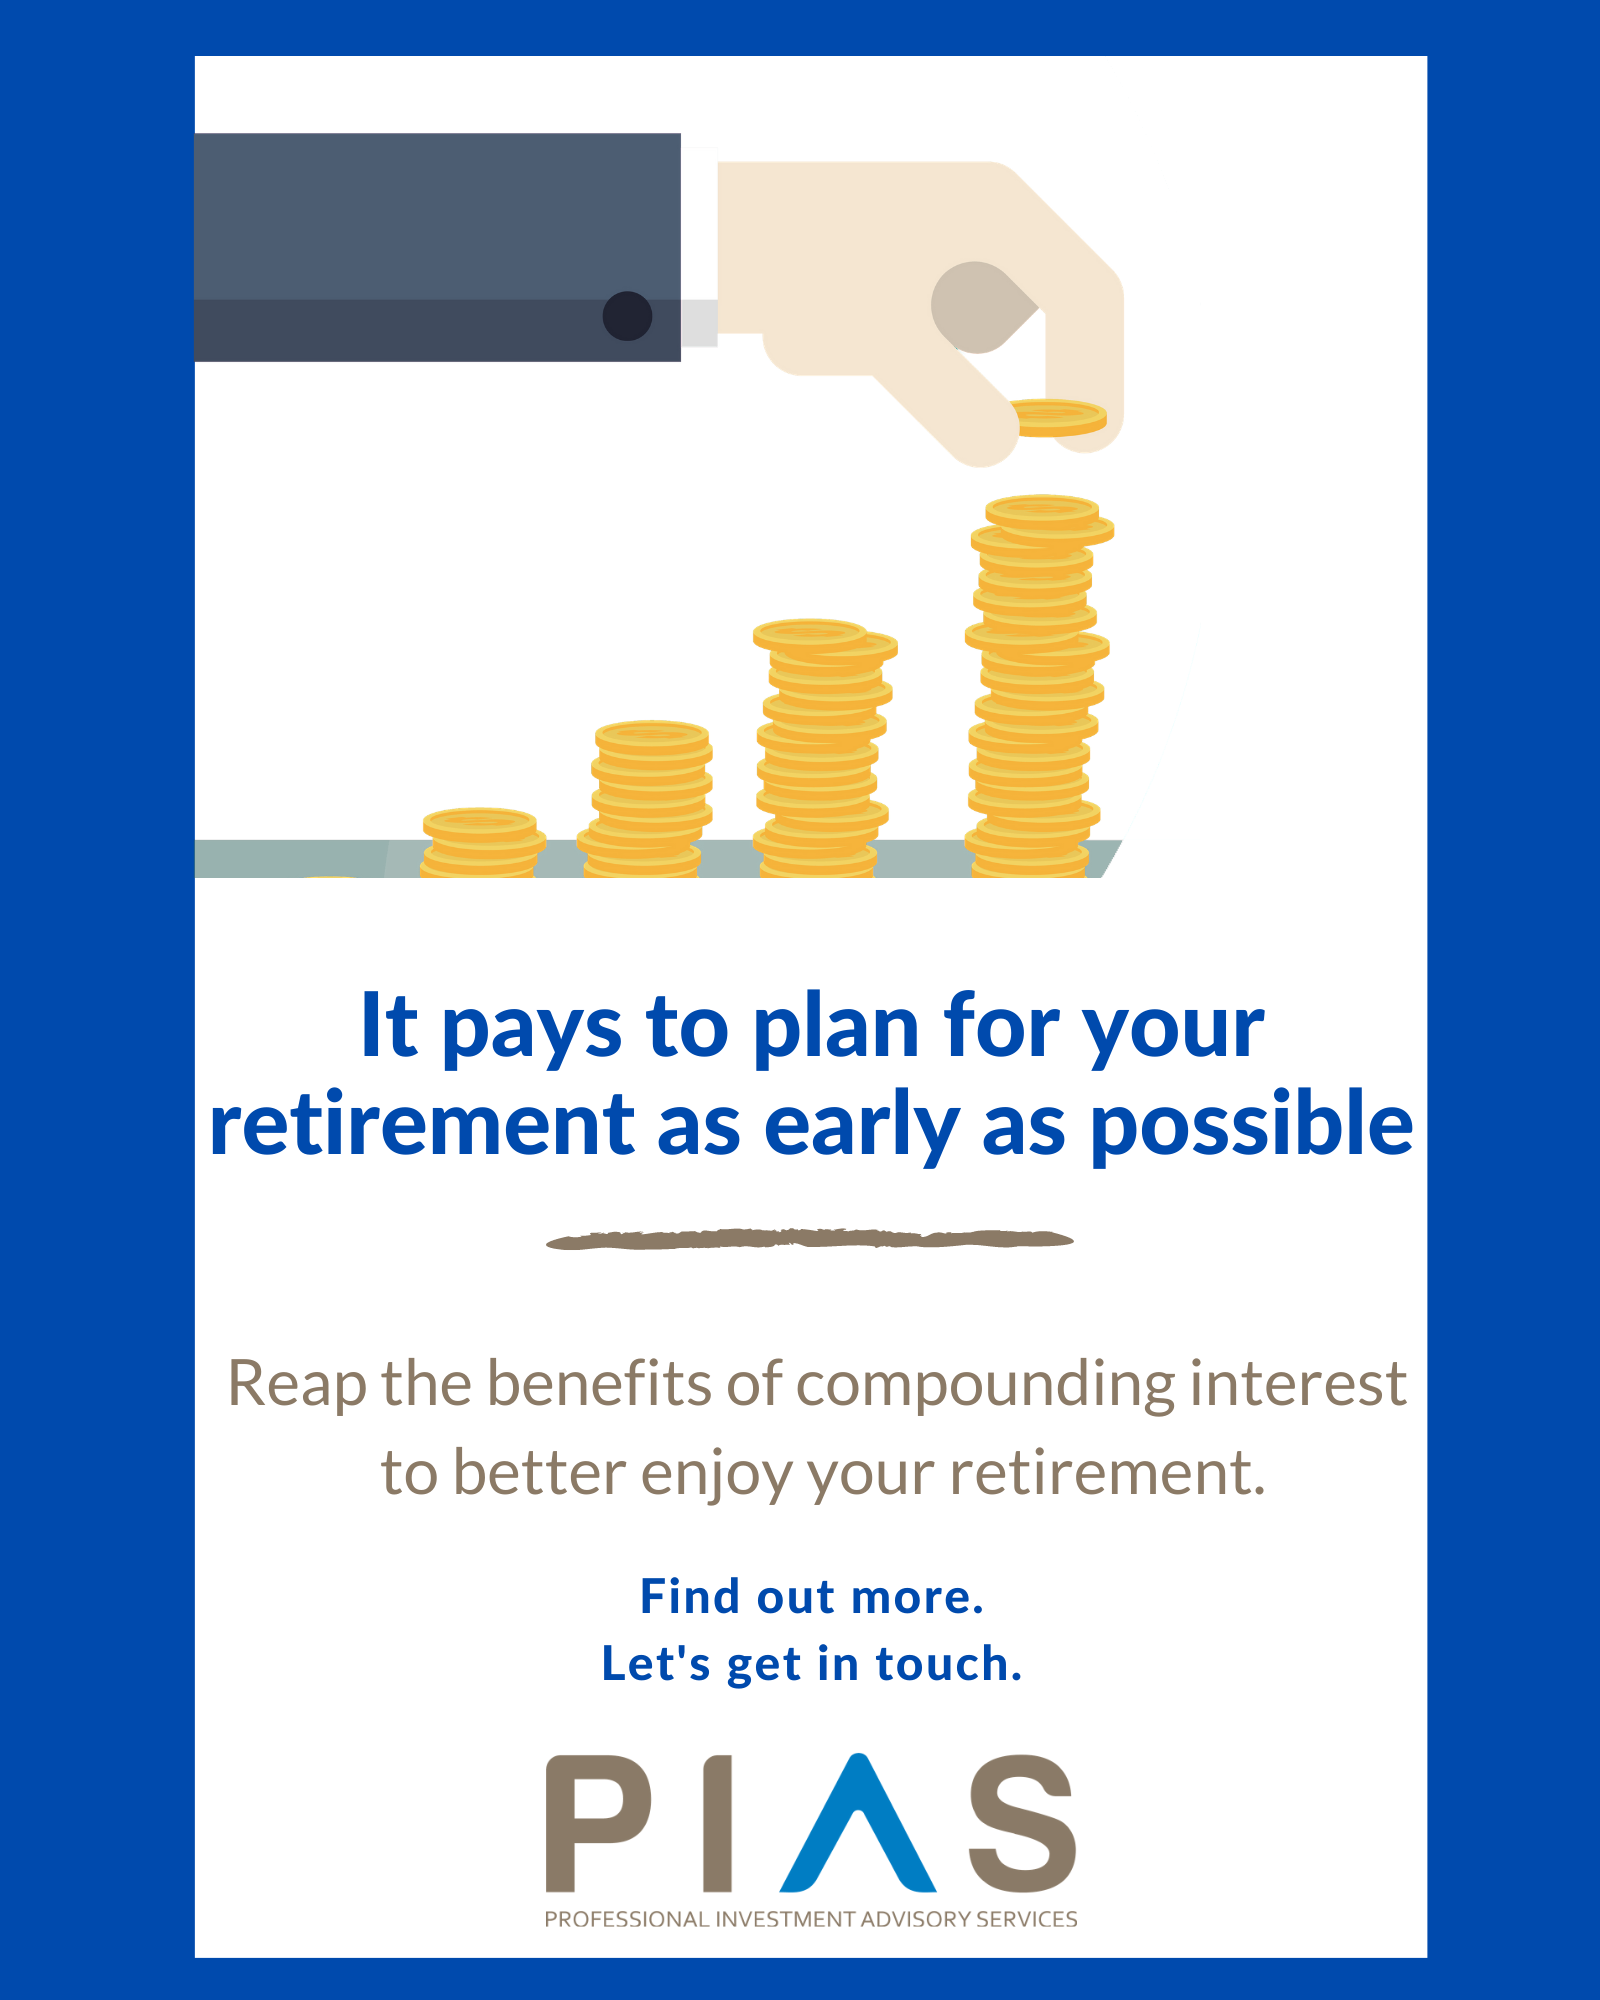 It pays to plan for your
retirement as early as possible
Reap the benefits of compounding interest
to better enjoy your retirement.
Find out more.
Let's get in touch.
PIAS
PROFESSIONAL INVESTMENT ADVISORY SERVICES